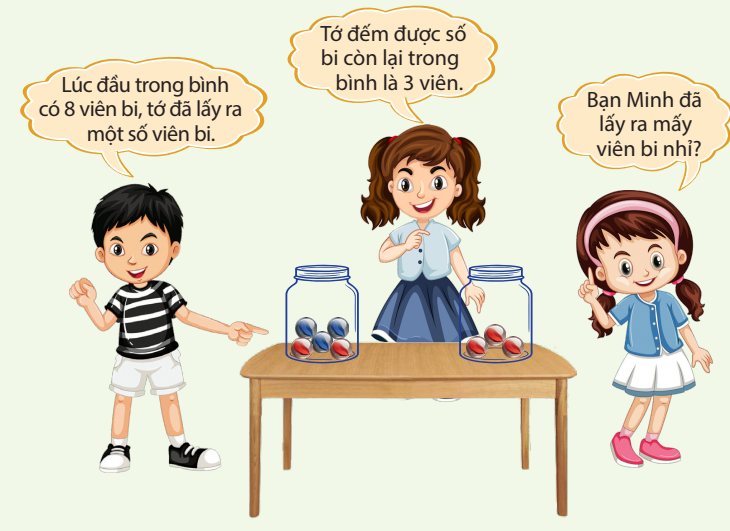 Lúc đầu trong bình
có 8 viên bi, tớ đã lấy ra
một số viên bi.
Tớ đếm được số
bi còn lại trong
bình là 3 viên.
Bạn Minh đã
lấy ra mấy
viên bi nhỉ?